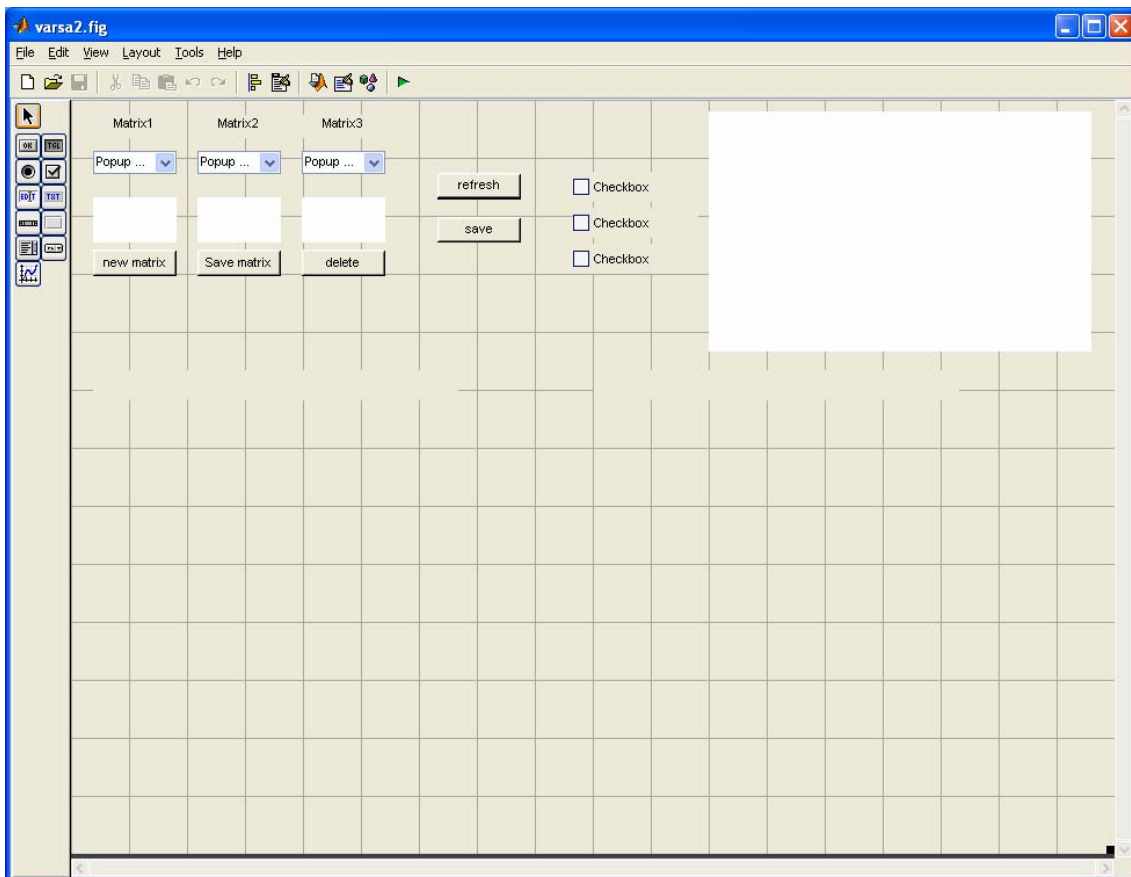 varsa2.fig
File Edit View Layout Tools Help
Matrix1 Matrix2 Matrix3
Popup ... Popup ... Popup ...
OK TGL
refresh Checkbox
EDIT TXT
save Checkbox
new matrix Save matrix delete Checkbox